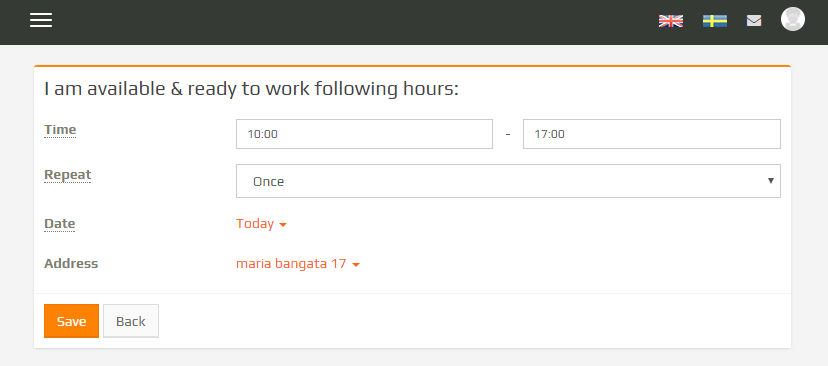 I am available & ready to work following hours:
Time 10:00 - 17:00
Repeat Once
Date Today
Address maria bangata 17
Save Back